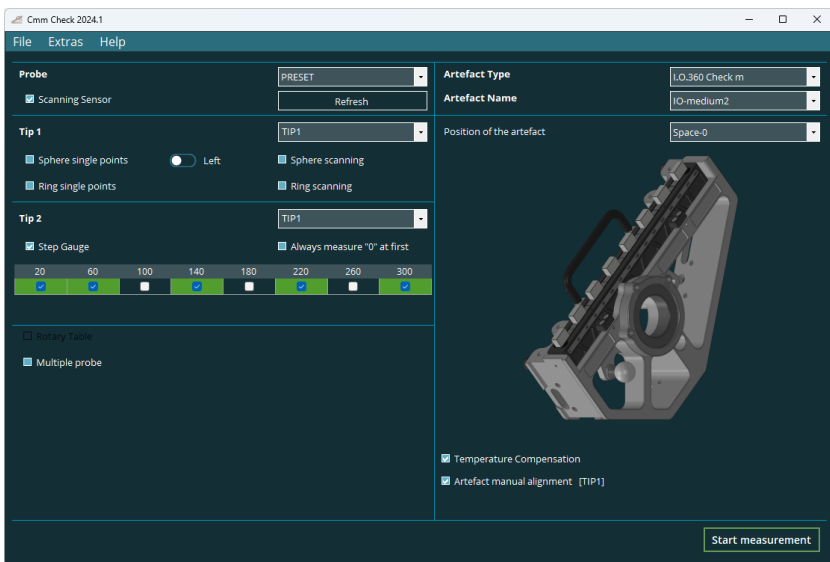 Cmm Check 2024.1
File Extras Help
Probe
PRESET
Scanning Sensor
Refresh
Tip 1
TIP1
Sphere single points
Left
Sphere scanning
Ring single points
Ring scanning
Tip 2
TIP1
Step Gauge
Always measure "0" at first
20 60 100 140 180 220 260 300
Rotary Table
Multiple probe
Artefact Type
I.O.360 Check m
Artefact Name
IO-medium2
Position of the artefact
Space-0
Temperature Compensation
Artefact manual alignment [TIP1]
Start measurement